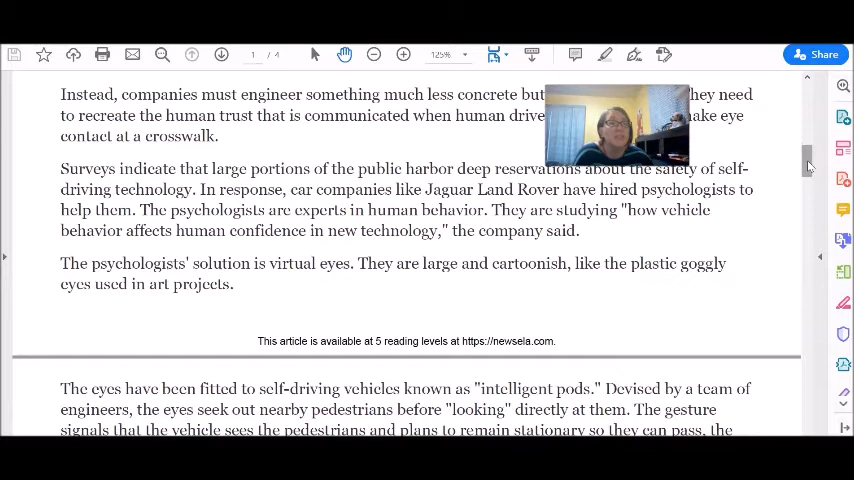 1 / 4
125%
Share
Instead, companies must engineer something much less concrete but hey need
to recreate the human trust that is communicated when human drive ake eye
contact at a crosswalk.
Surveys indicate that large portions of the public harbor deep reservations about the safety of self-
driving technology. In response, car companies like Jaguar Land Rover have hired psychologists to
help them. The psychologists are experts in human behavior. They are studying "how vehicle
behavior affects human confidence in new technology," the company said.
The psychologists' solution is virtual eyes. They are large and cartoonish, like the plastic goggly
eyes used in art projects.
This article is available at 5 reading levels at https://newsela.com.
The eyes have been fitted to self-driving vehicles known as "intelligent pods." Devised by a team of
engineers, the eyes seek out nearby pedestrians before "looking" directly at them. The gesture
signals that the vehicle sees the pedestrians and plans to remain stationary so they can pass, the